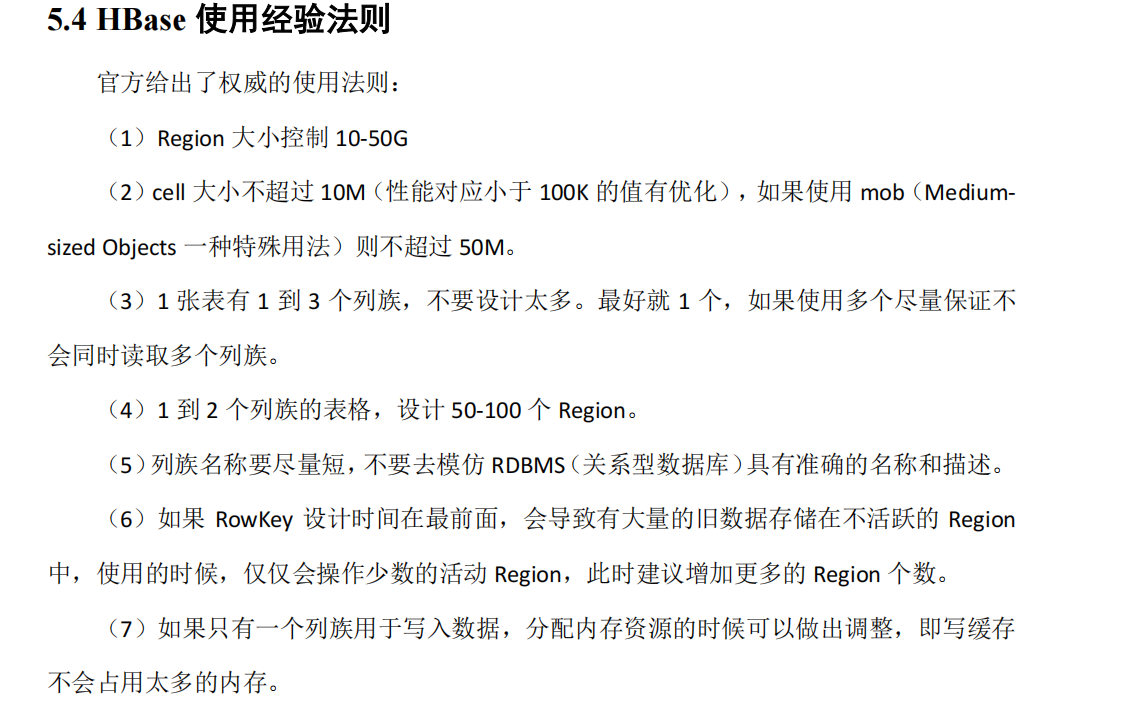 5.4 HBase 使用经验法则
官方给出了权威的使用法则：
（1）Region 大小控制 10-50G
（2）cell 大小不超过 10M（性能对应小于 100K 的值有优化），如果使用 mob（Medium-
sized Objects 一种特殊用法）则不超过 50M。
（3）1 张表有 1 到 3 个列族，不要设计太多。最好就 1 个，如果使用多个尽量保证不
会同时读取多个列族。
（4）1 到 2 个列族的表格，设计 50-100 个 Region。
（5）列族名称要尽量短，不要去模仿 RDBMS（关系型数据库）具有准确的名称和描述。
（6）如果 RowKey 设计时间在最前面，会导致有大量的旧数据存储在不活跃的 Region
中，使用的时候，仅仅会操作少数的活动 Region，此时建议增加更多的 Region 个数。
（7）如果只有一个列族用于写入数据，分配内存资源的时候可以做出调整，即写缓存
不会占用太多的内存。